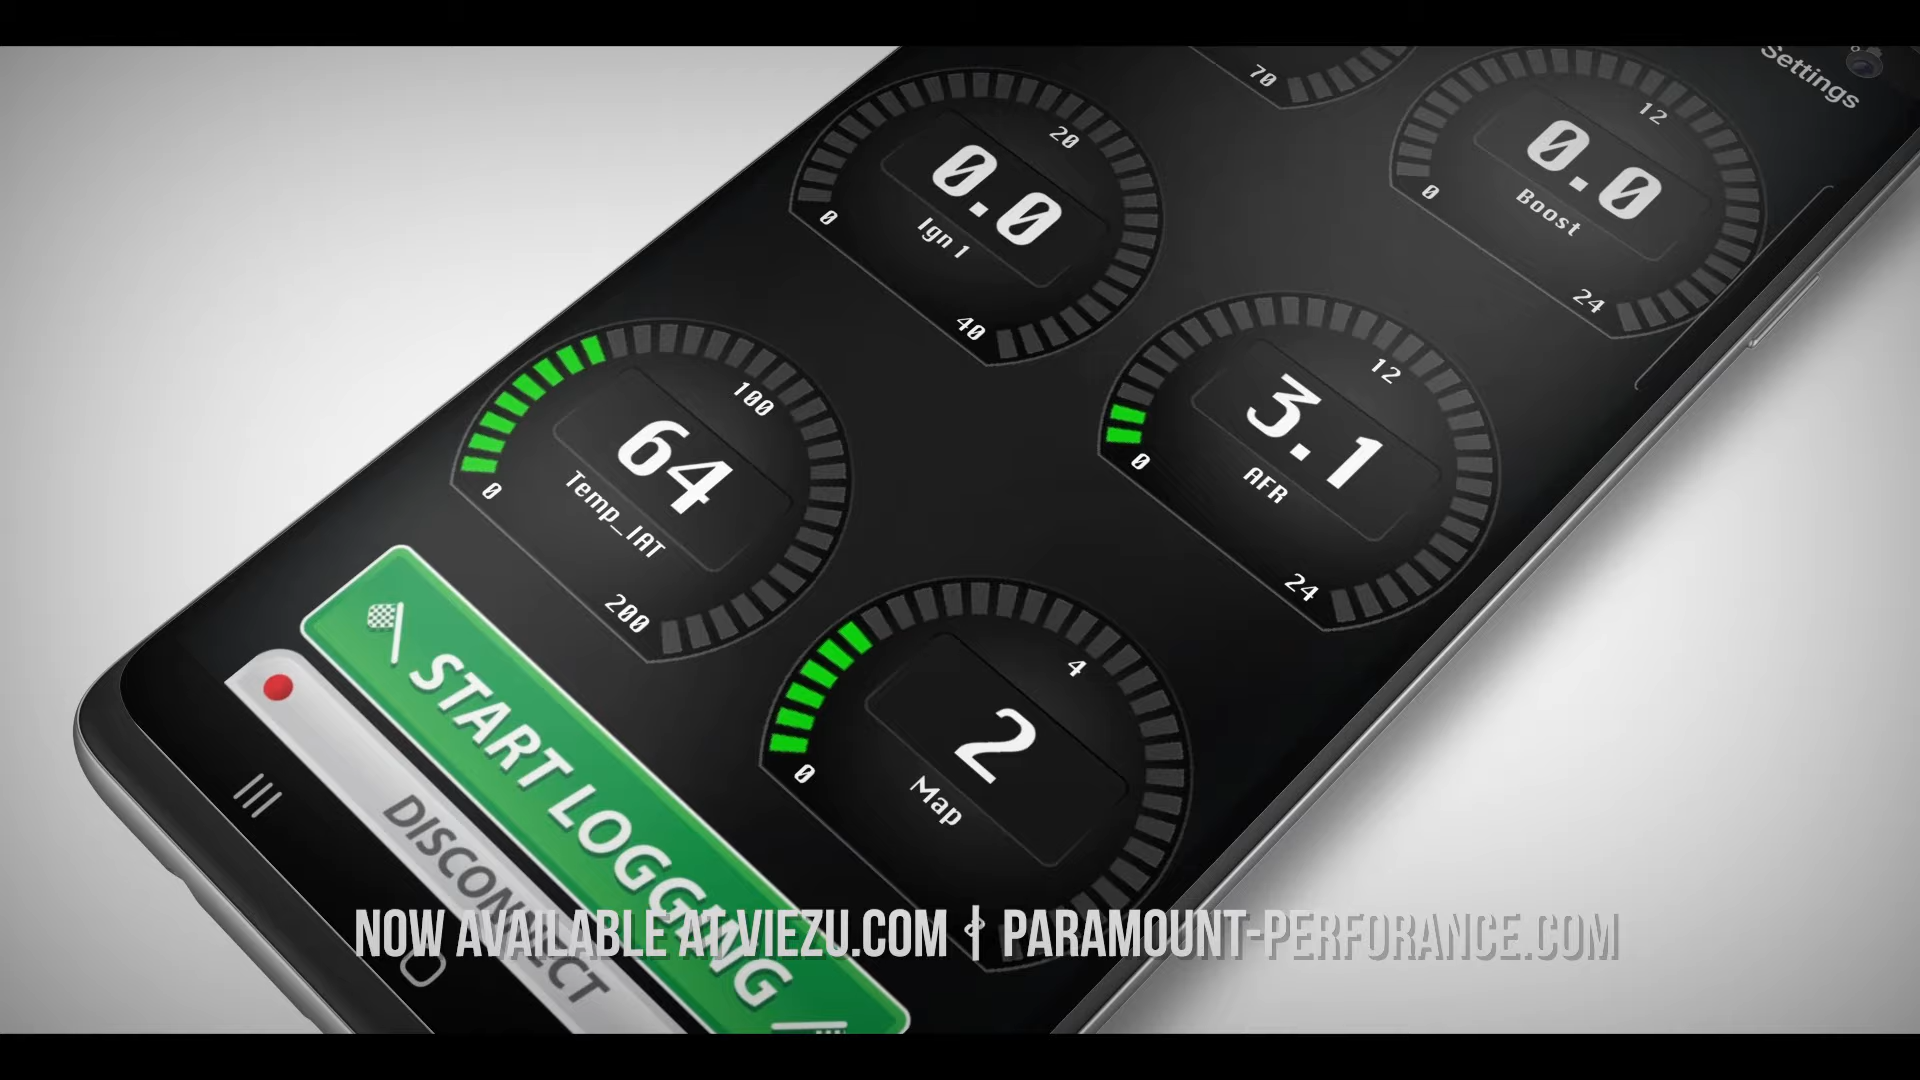 Settings
70
12
0.0
Boost
0
24
20
0.0
Ign 1
0
40
12
3.1
AFR
0
24
100
64
Temp_IAT
0
200
4
2
Map
0
8
START LOGGING
DISCONNECT
NOW AVAILABLE AT VIEZU.COM | PARAMOUNT-PERFORANCE.COM